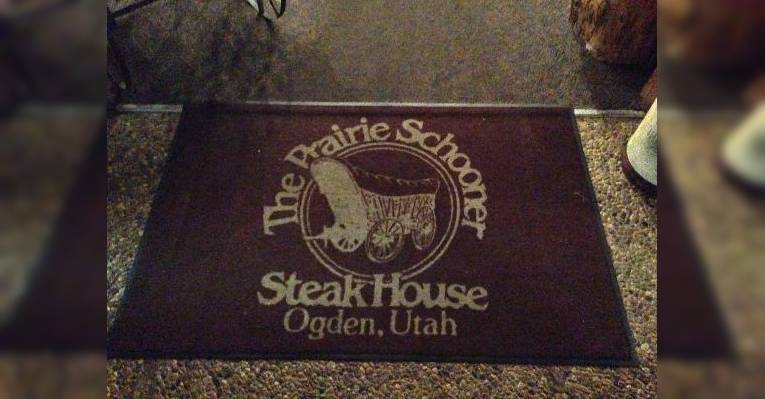 The Prairie Schooner
Steak House
Ogden, Utah